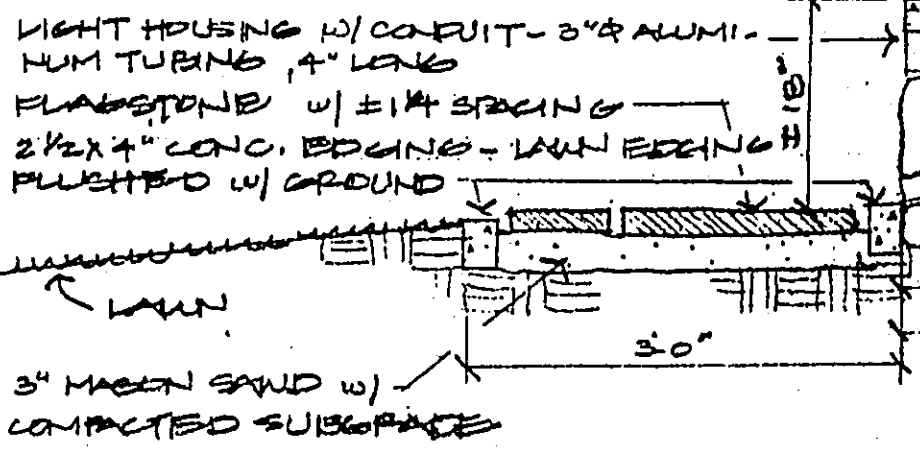 LIGHT HOUSING W/ CONDUIT - 3"Φ ALUMI-
NUM TUBING, 4" LONG
FLAGSTONE w/ ±1/4 SPACING
2 1/2 X 4" CONC. EDGING - LAWN EDGING
FLUSHED w/ GROUND
LAWN
3'-0"
3" MASON SAND w/
COMPACTED SUBGRADE